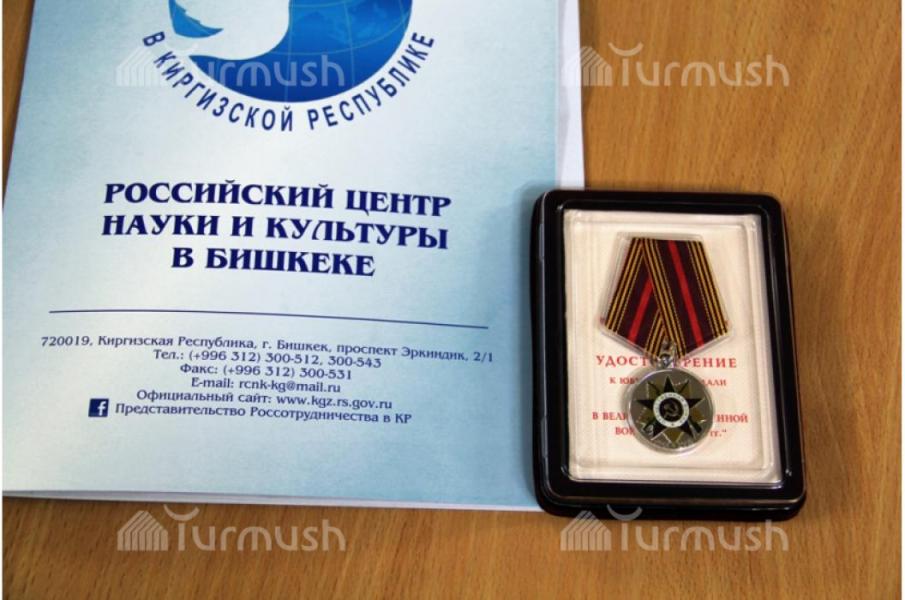 Turmush
Turmush
В КИРГИЗСКОЙ РЕСПУБЛИКЕ
РОССИЙСКИЙ ЦЕНТР
НАУКИ И КУЛЬТУРЫ
В БИШКЕКЕ
720019, Киргизская Республика, г. Бишкек, проспект Эркиндик, 2/1
Тел.: (+996 312) 300-512, 300-543
Факс: (+996 312) 300-531
E-mail: rcnk-kg@mail.ru
Официальный сайт: www.kgz.rs.gov.ru
f Представительство Россотрудничества в КР
К
В
Turmush
Turmush